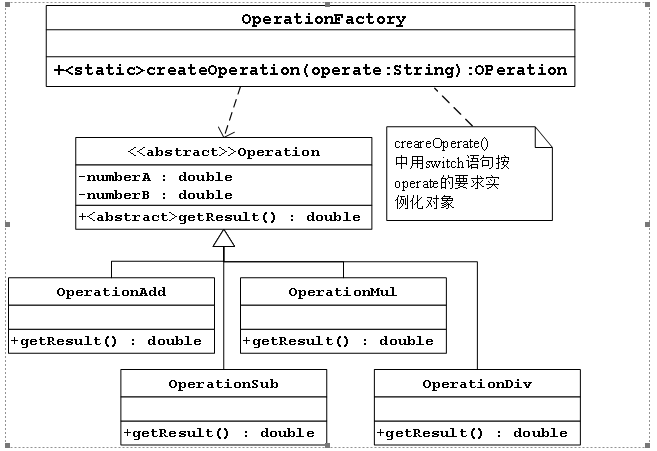 OperationFactory
+<static>createOperation(operate:String):OPeration
creareOperate()
中用switch语句按
operate的要求实
例化对象
<<abstract>>Operation
-numberA : double
-numberB : double
+<abstract>getResult() : double
OperationAdd
+getResult() : double
OperationMul
+getResult() : double
OperationSub
+getResult() : double
OperationDiv
+getResult() : double